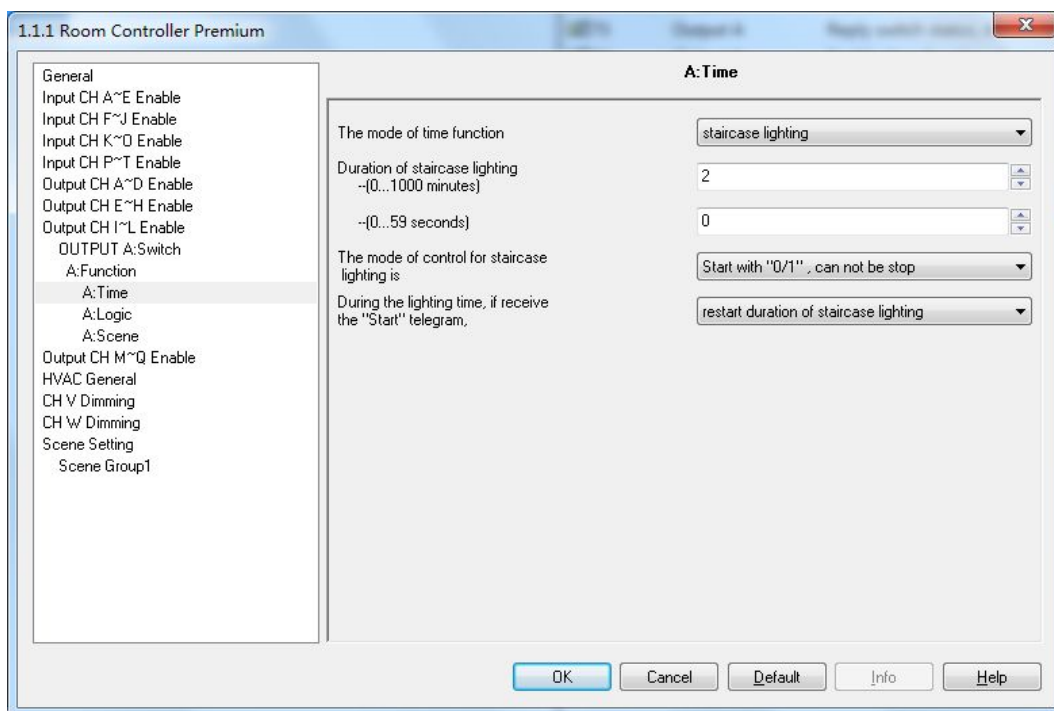 1.1.1 Room Controller Premium
General
Input CH A~E Enable
Input CH F~J Enable
Input CH K~O Enable
Input CH P~T Enable
Output CH A~D Enable
Output CH E~H Enable
Output CH I~L Enable
OUTPUT A:Switch
A:Function
A:Time
A:Logic
A:Scene
Output CH M~Q Enable
HVAC General
CH V Dimming
CH W Dimming
Scene Setting
Scene Group1
A:Time
The mode of time function
staircase lighting
Duration of staircase lighting
--(0...1000 minutes)
2
--(0...59 seconds)
0
The mode of control for staircase
lighting is
Start with "0/1" , can not be stop
During the lighting time, if receive
the "Start" telegram,
restart duration of staircase lighting
OK
Cancel
Default
Info
Help